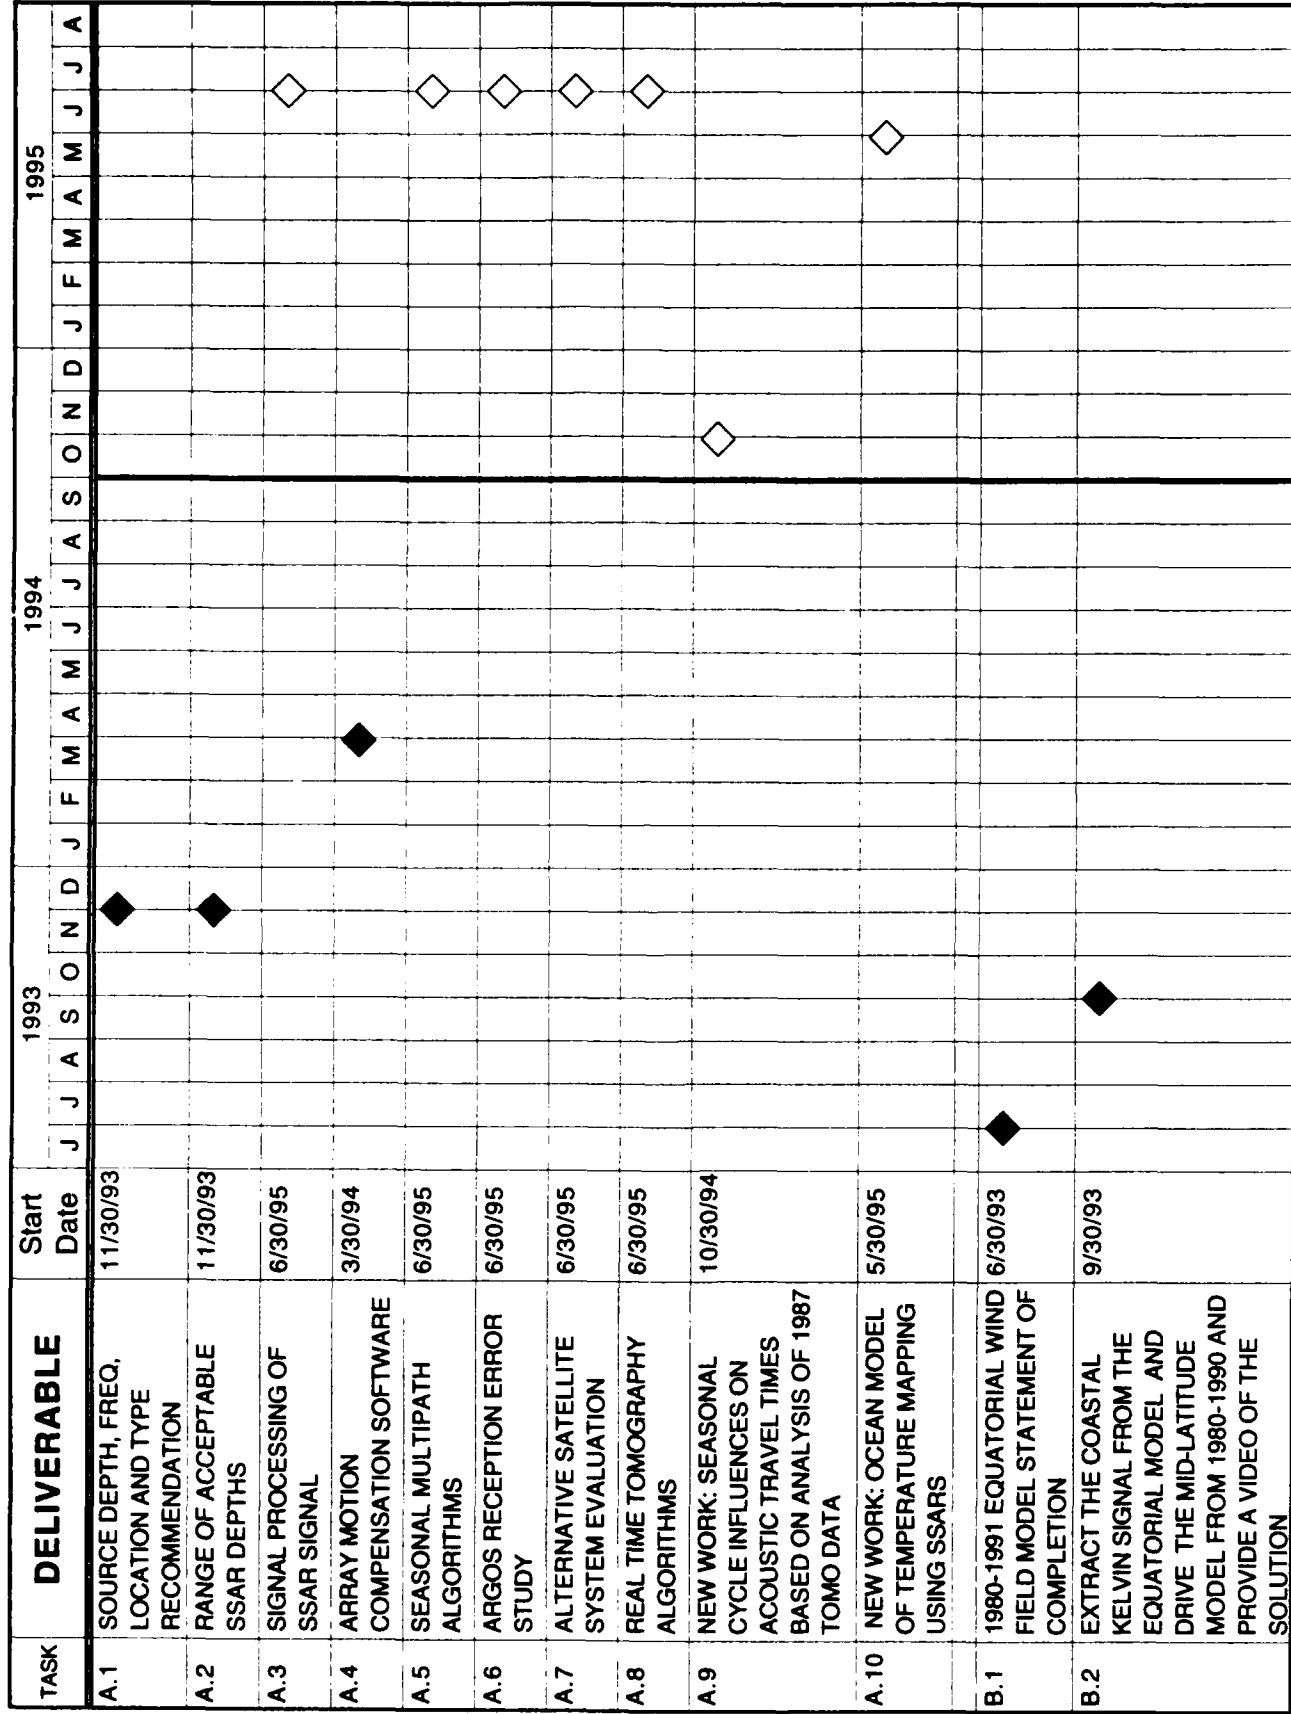 TASK DELIVERABLE Start Date 1993 1994 1995
J J A S O N D J F M A M J J A S O N D J F M A M J J A
A.1 SOURCE DEPTH, FREQ, 11/30/93
LOCATION AND TYPE
RECOMMENDATION
A.2 RANGE OF ACCEPTABLE 11/30/93
SSAR DEPTHS
A.3 SIGNAL PROCESSING OF 6/30/95
SSAR SIGNAL
A.4 ARRAY MOTION 3/30/94
COMPENSATION SOFTWARE
A.5 SEASONAL MULTIPATH 6/30/95
ALGORITHMS
A.6 ARGOS RECEPTION ERROR 6/30/95
STUDY
A.7 ALTERNATIVE SATELLITE 6/30/95
SYSTEM EVALUATION
A.8 REAL TIME TOMOGRAPHY 6/30/95
ALGORITHMS
A.9 NEW WORK: SEASONAL 10/30/94
CYCLE INFLUENCES ON
ACOUSTIC TRAVEL TIMES
BASED ON ANALYSIS OF 1987
TOMO DATA
A.10 NEW WORK: OCEAN MODEL 5/30/95
OF TEMPERATURE MAPPING
USING SSARS
B.1 1980-1991 EQUATORIAL WIND 6/30/93
FIELD MODEL STATEMENT OF
COMPLETION
B.2 EXTRACT THE COASTAL 9/30/93
KELVIN SIGNAL FROM THE
EQUATORIAL MODEL AND
DRIVE THE MID-LATITUDE
MODEL FROM 1980-1990 AND
PROVIDE A VIDEO OF THE
SOLUTION